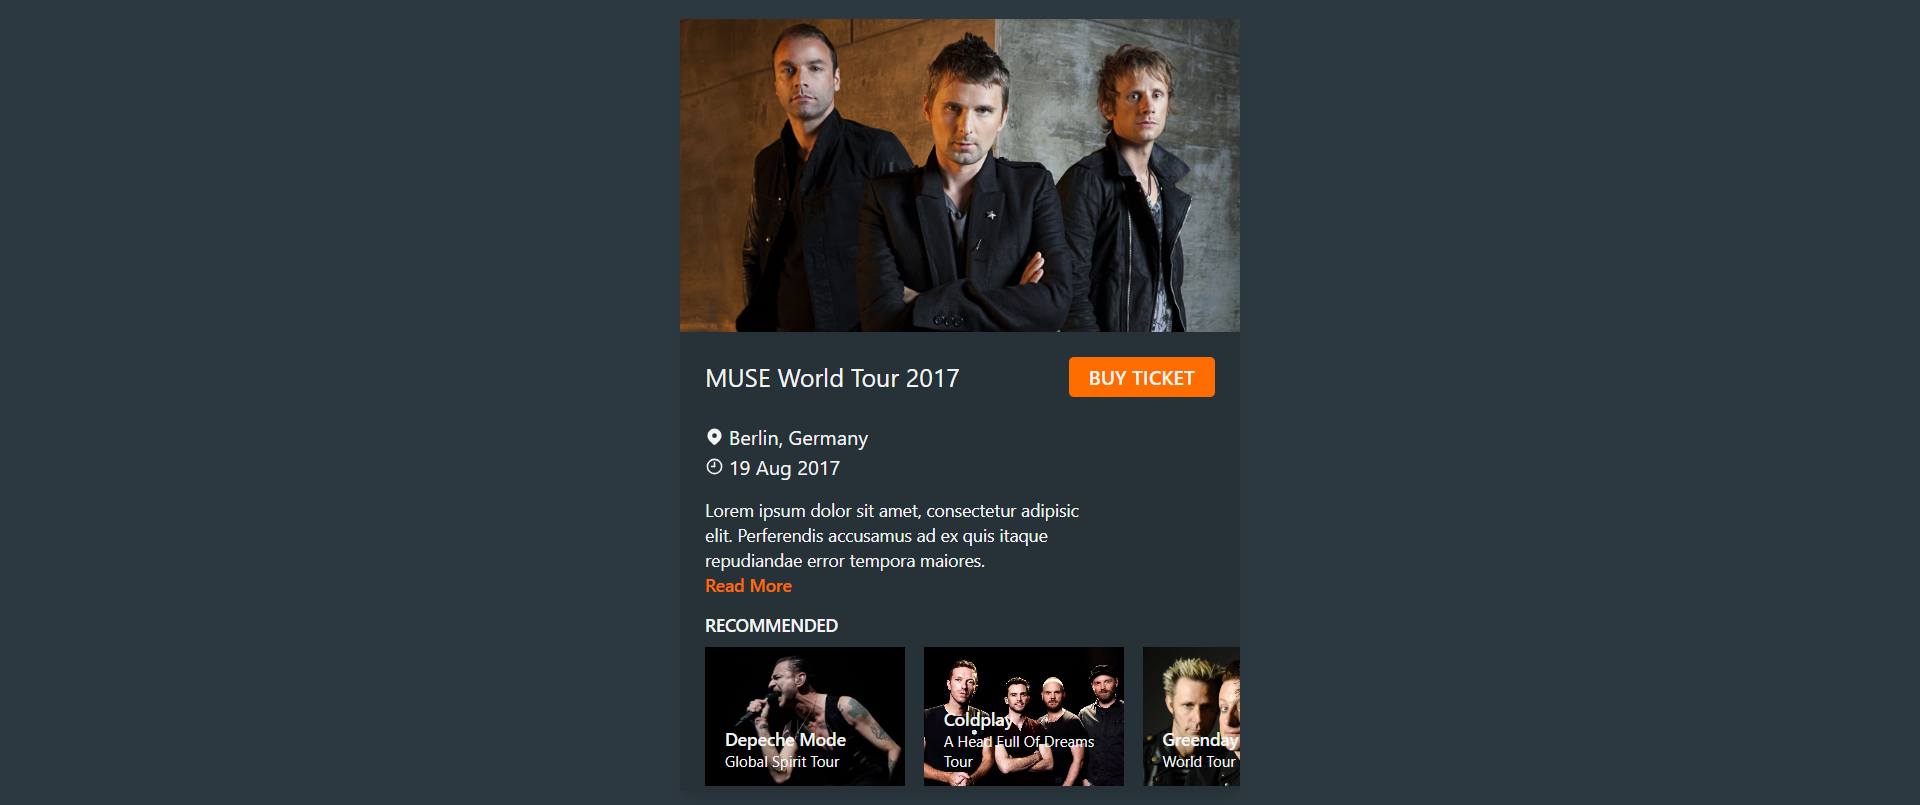 MUSE World Tour 2017
BUY TICKET
Berlin, Germany
19 Aug 2017
Lorem ipsum dolor sit amet, consectetur adipisic
elit. Perferendis accusamus ad ex quis itaque
repudiandae error tempora maiores.
Read More
RECOMMENDED
Depeche Mode
Global Spirit Tour
Coldplay
A Head Full Of Dreams
Tour
Greenday
World Tour